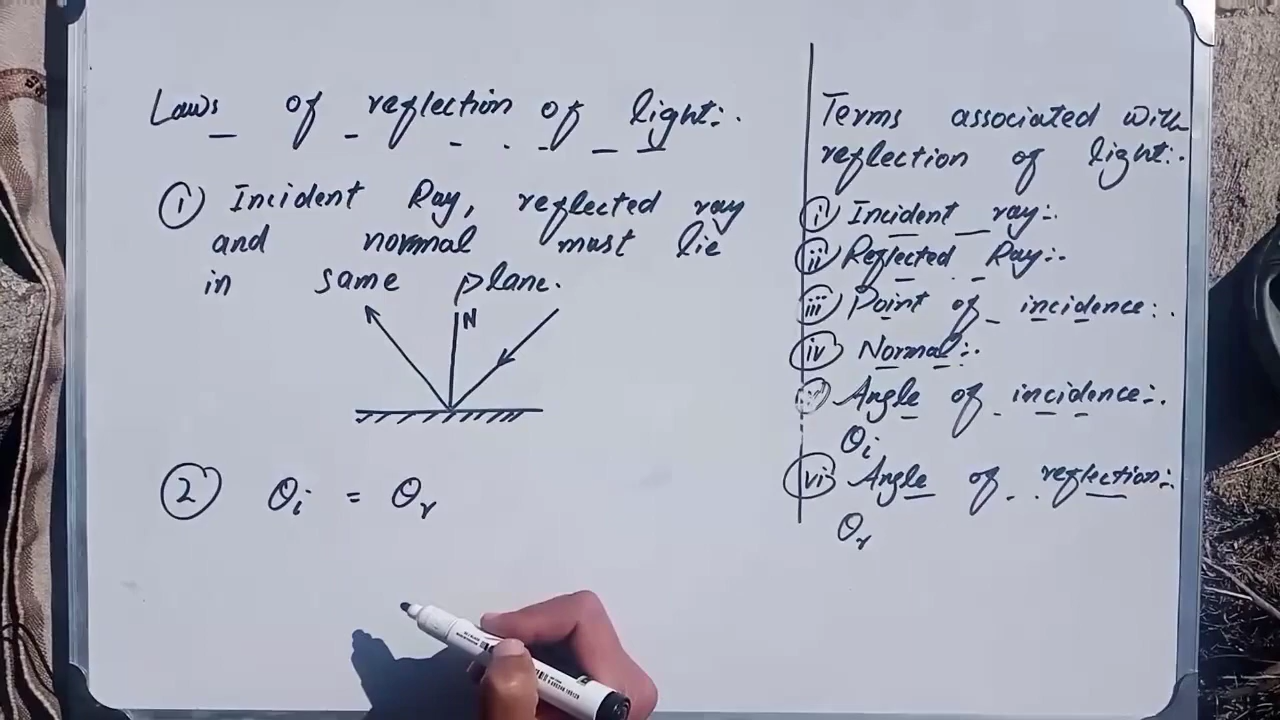 Laws of reflection of light:.
① Incident Ray, reflected ray
and normal must lie
in same plane.
N
② θi = θr
Terms associated with
reflection of light:.
ⓘ Incident ray:.
ⓘⓘ Reflected Ray:.
ⓘⓘⓘ Point of incidence:.
ⓘⓥ Normal:.
ⓥ Angle of incidence:.
θi
ⓥⓘ Angle of reflection:.
θr